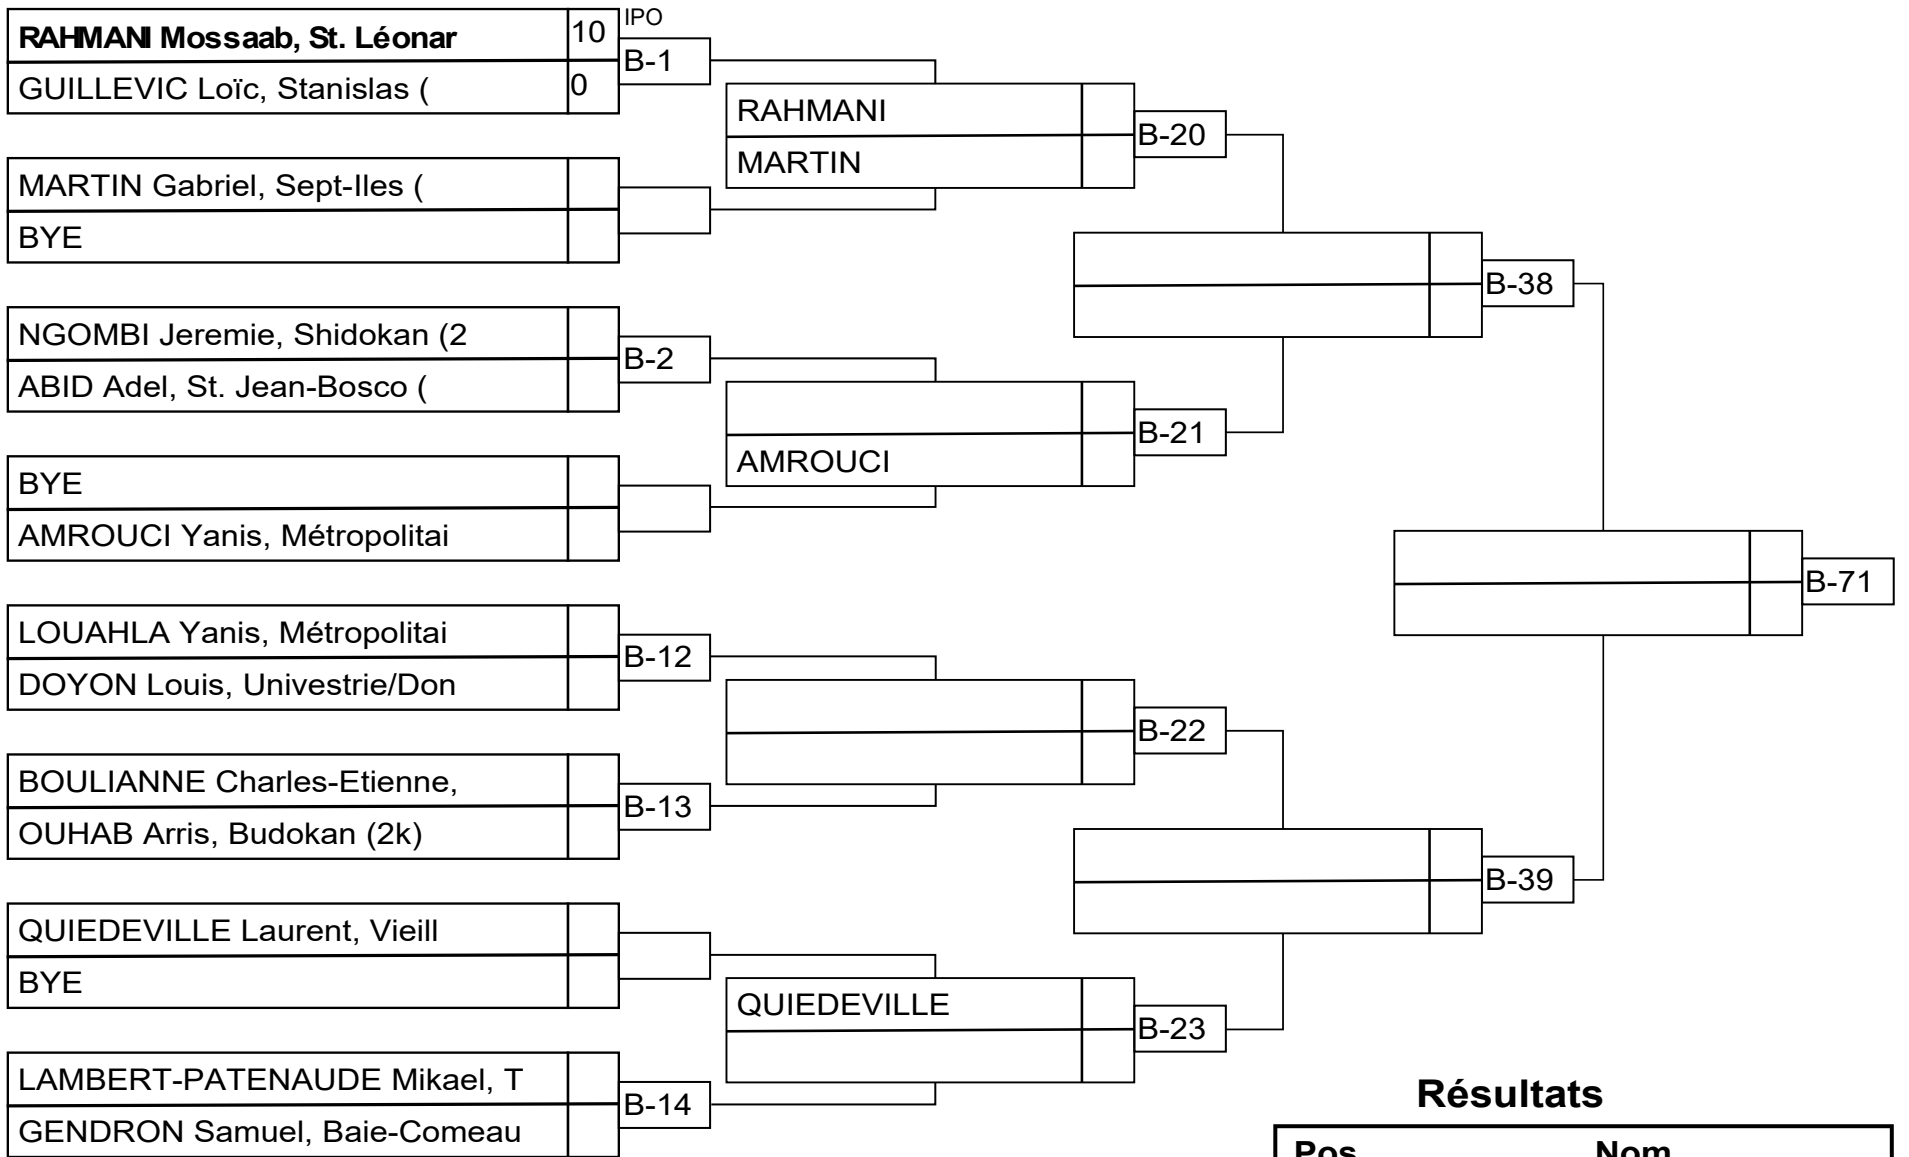 RAHMANI Mossaab, St. Léonar 10 IPO
B-1
GUILLEVIC Loïc, Stanislas ( 0
MARTIN Gabriel, Sept-Iles (
BYE
NGOMBI Jeremie, Shidokan (2
B-2
ABID Adel, St. Jean-Bosco (
BYE
AMROUCI Yanis, Métropolitai
LOUAHLA Yanis, Métropolitai
B-12
DOYON Louis, Univestrie/Don
BOULIANNE Charles-Etienne,
B-13
OUHAB Arris, Budokan (2k)
QUIEDEVILLE Laurent, Vieill
BYE
LAMBERT-PATENAUDE Mikael, T
B-14
GENDRON Samuel, Baie-Comeau
RAHMANI
B-20
MARTIN
B-21
AMROUCI
B-22
QUIEDEVILLE
B-23
B-38
B-39
B-71
Résultats
Pos Nom